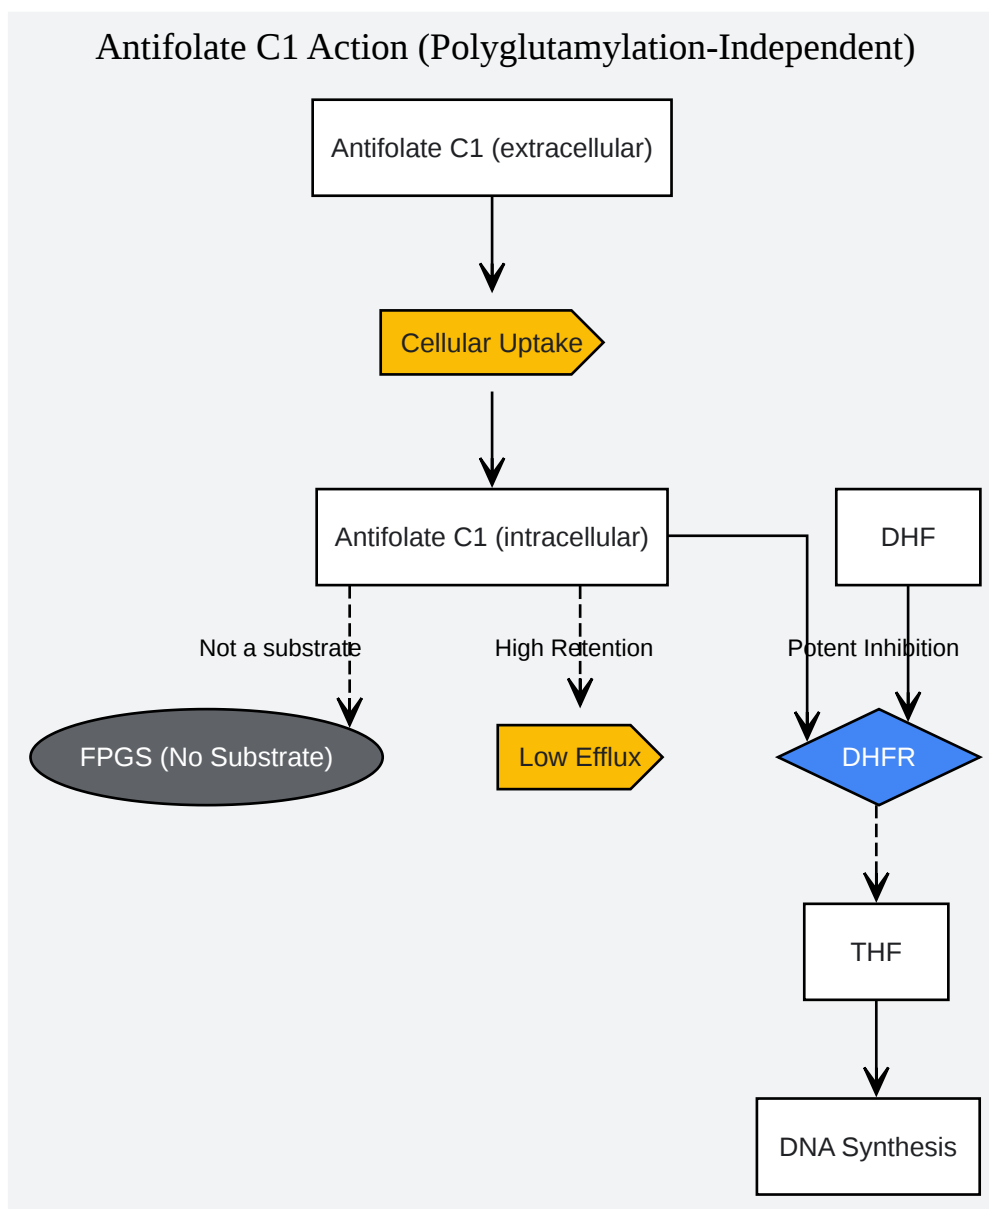 Antifolate C1 Action (Polyglutamylation-Independent)
Antifolate C1 (extracellular)
Cellular Uptake
Antifolate C1 (intracellular)
DHF
Not a substrate
High Retention
Potent Inhibition
FPGS (No Substrate)
Low Efflux
DHFR
THF
DNA Synthesis